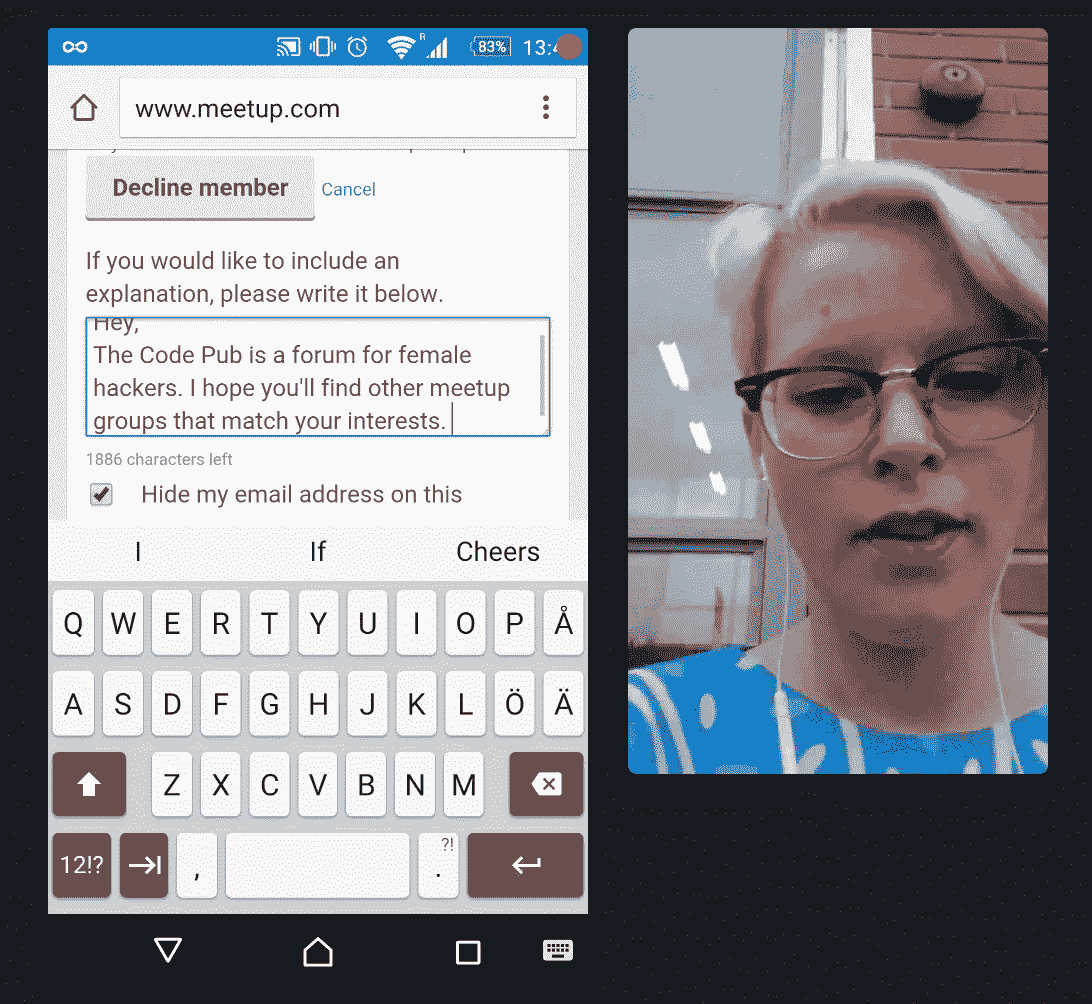 R
83%
www.meetup.com
Decline member Cancel
If you would like to include an
explanation, please write it below.
Hey,
The Code Pub is a forum for female
hackers. I hope you'll find other meetup
groups that match your interests.
1886 characters left
Hide my email address on this
I If Cheers
Q W E R T Y U I O P Å
A S D F G H J K L Ö Ä
Z X C V B N M
?!
12!? , .